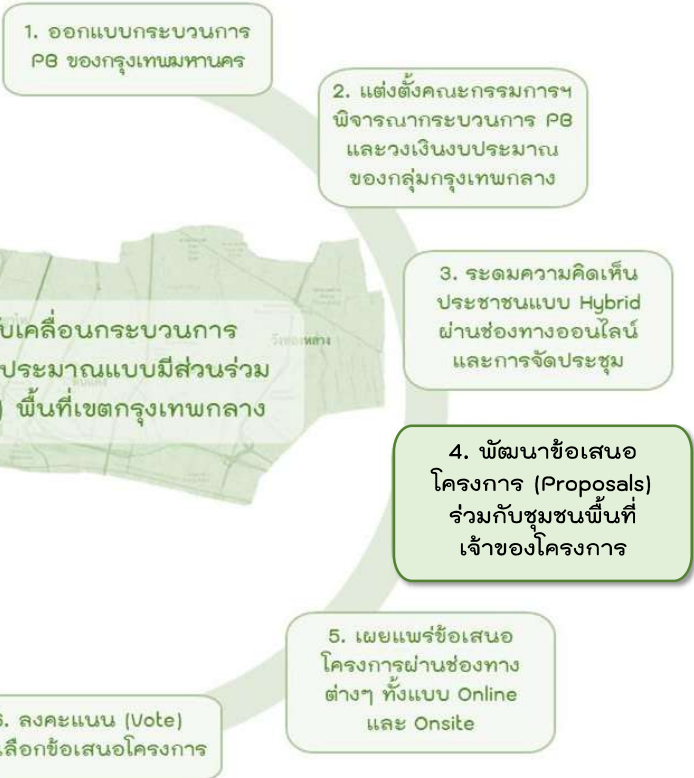 1. ออกแบบกระบวนการ
PB ของกรุงเทพมหานคร
2. แต่งตั้งคณะกรรมการฯ
พิจารณากระบวนการ PB
และวงเงินงบประมาณ
ของกลุ่มกรุงเทพกลาง
3. ระดมความคิดเห็น
ประชาชนแบบ Hybrid
ผ่านช่องทางออนไลน์
และการจัดประชุม
วังทองหลาง
บเคลื่อนกระบวนการ
ประมาณแบบมีส่วนร่วม
) พื้นที่เขตกรุงเทพกลาง
4. พัฒนาข้อเสนอ
โครงการ (Proposals)
ร่วมกับชุมชนพื้นที่
เจ้าของโครงการ
5. เผยแพร่ข้อเสนอ
โครงการผ่านช่องทาง
ต่างๆ ทั้งแบบ Online
และ Onsite
6. ลงคะแนน (Vote)
เลือกข้อเสนอโครงการ